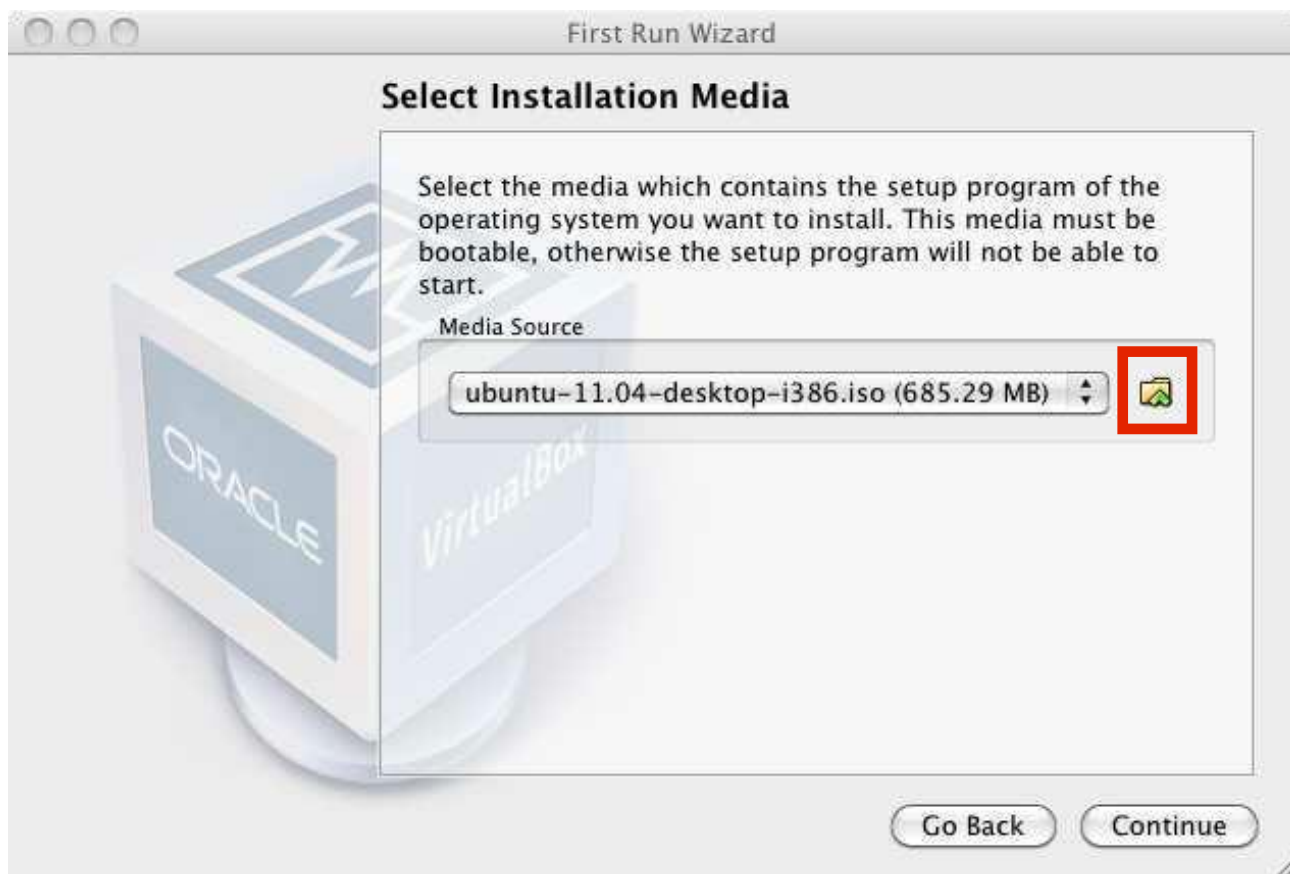 First Run Wizard
Select Installation Media
Select the media which contains the setup program of the
operating system you want to install. This media must be
bootable, otherwise the setup program will not be able to
start.
Media Source
ubuntu-11.04-desktop-i386.iso (685.29 MB)
ORACLE
VirtualBox
Go Back
Continue